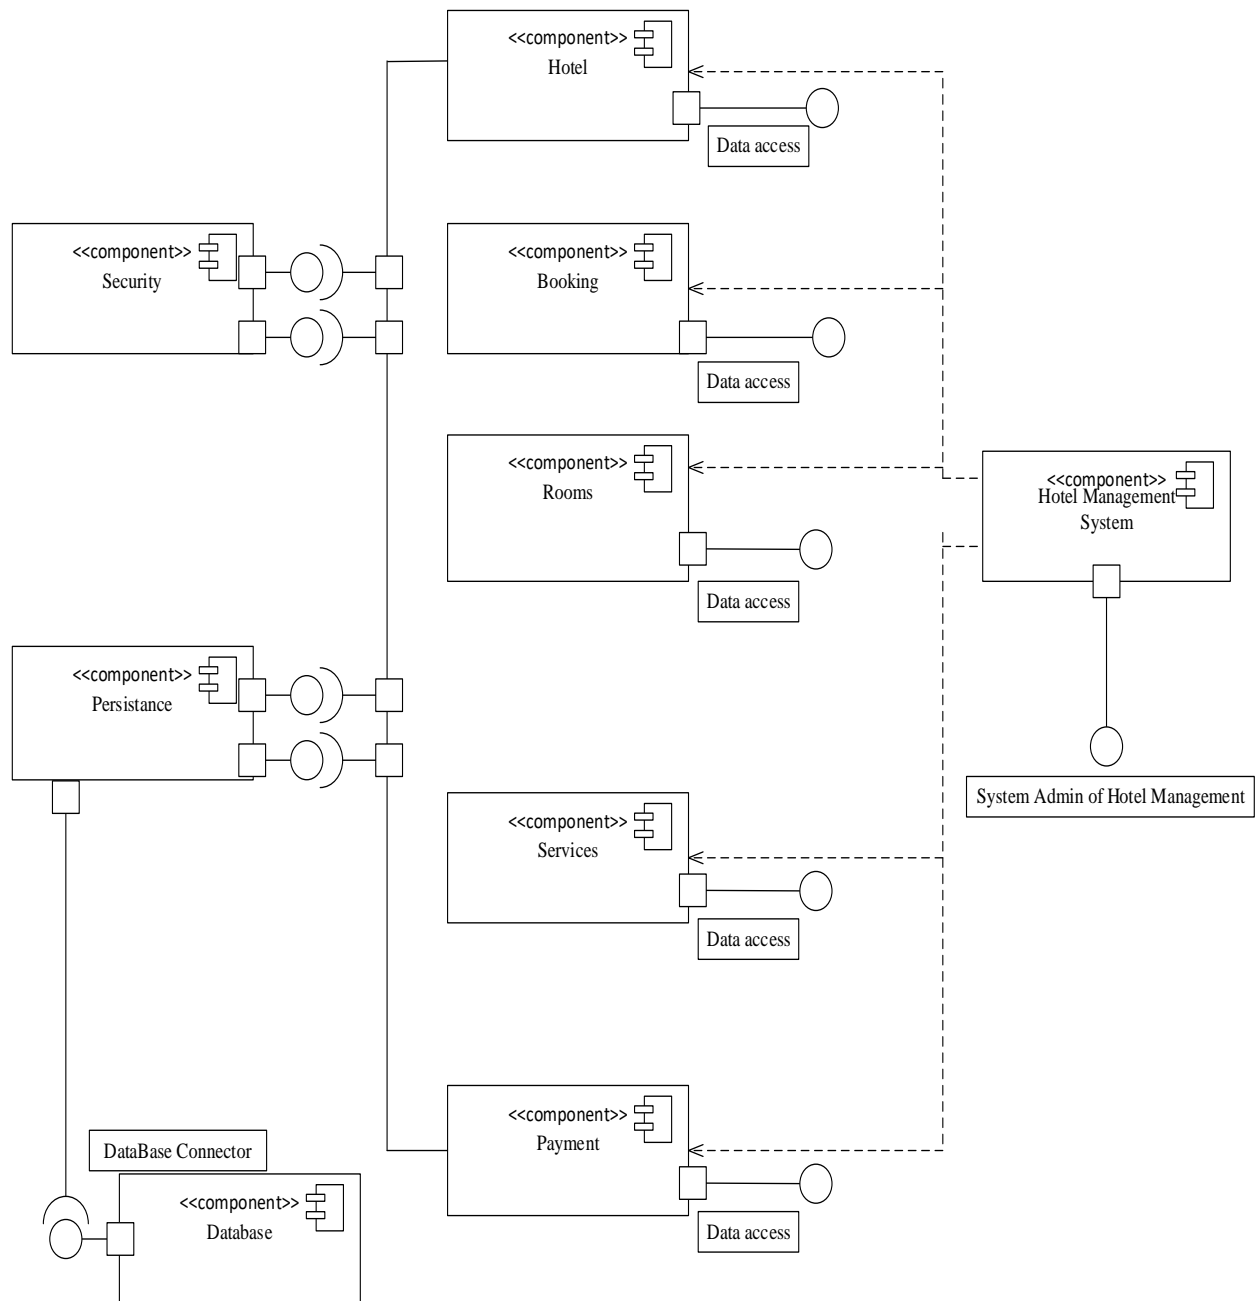 <<component>>
Hotel
Data access
<<component>>
Security
<<component>>
Booking
Data access
<<component>>
Rooms
Data access
<<component>>
Hotel Management
System
System Admin of Hotel Management
<<component>>
Persistance
<<component>>
Services
Data access
<<component>>
Payment
Data access
DataBase Connector
<<component>>
Database